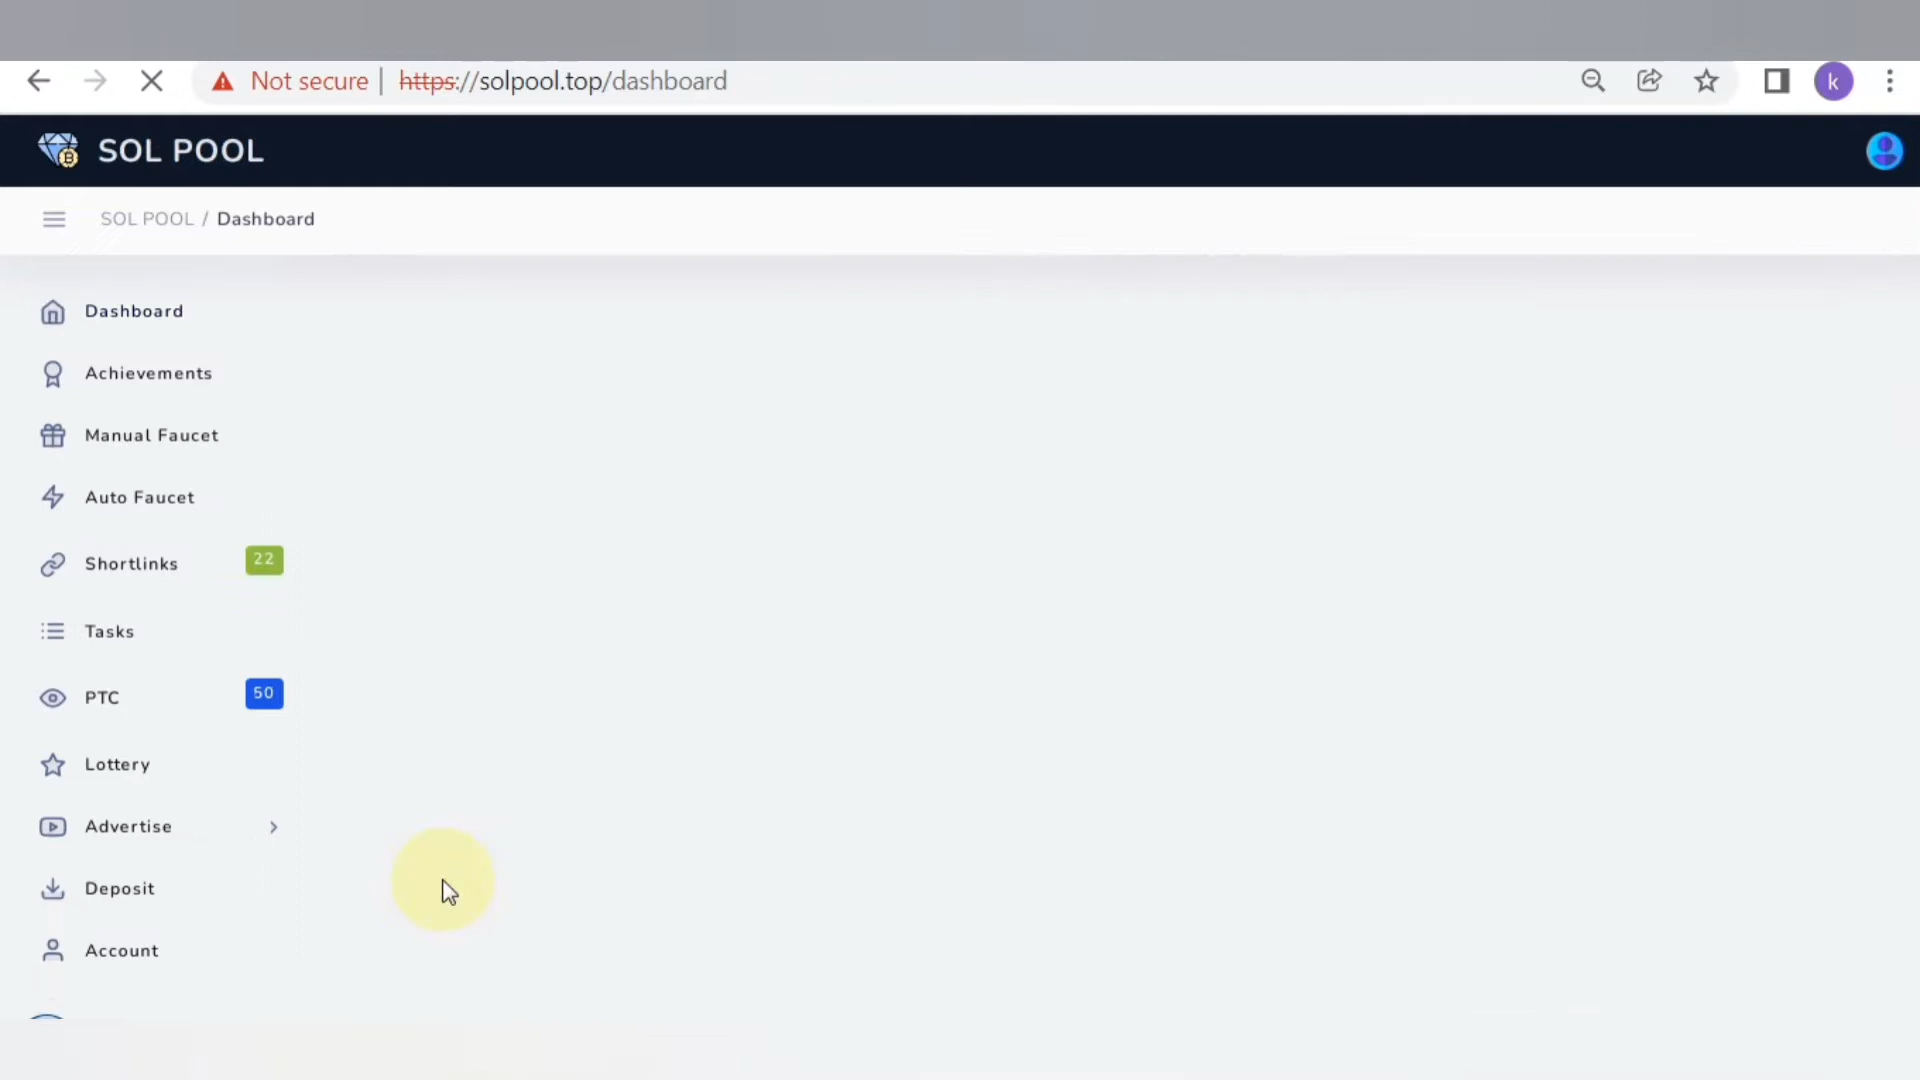 Not secure | https://solpool.top/dashboard
k
SOL POOL
SOL POOL / Dashboard
Dashboard
Achievements
Manual Faucet
Auto Faucet
Shortlinks 22
Tasks
PTC 50
Lottery
Advertise
Deposit
Account